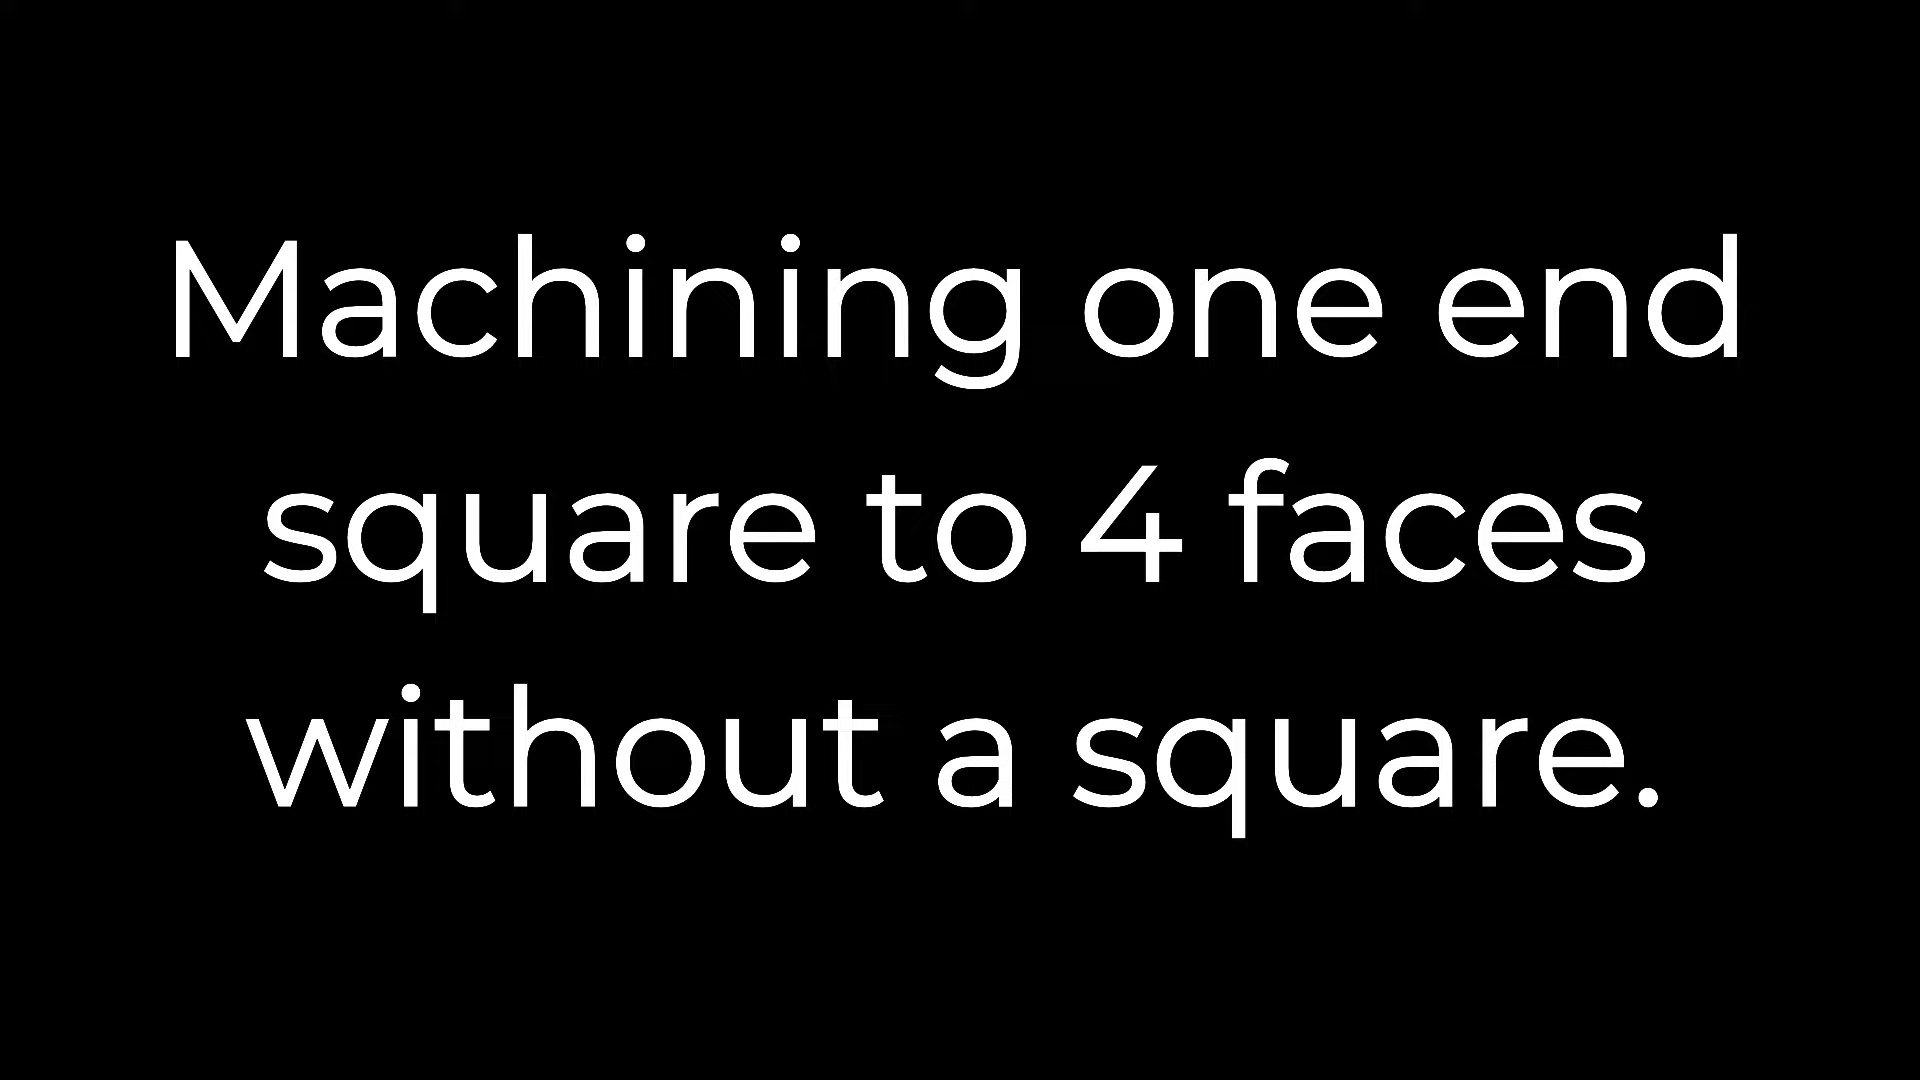 Machining one end
square to 4 faces
without a square.